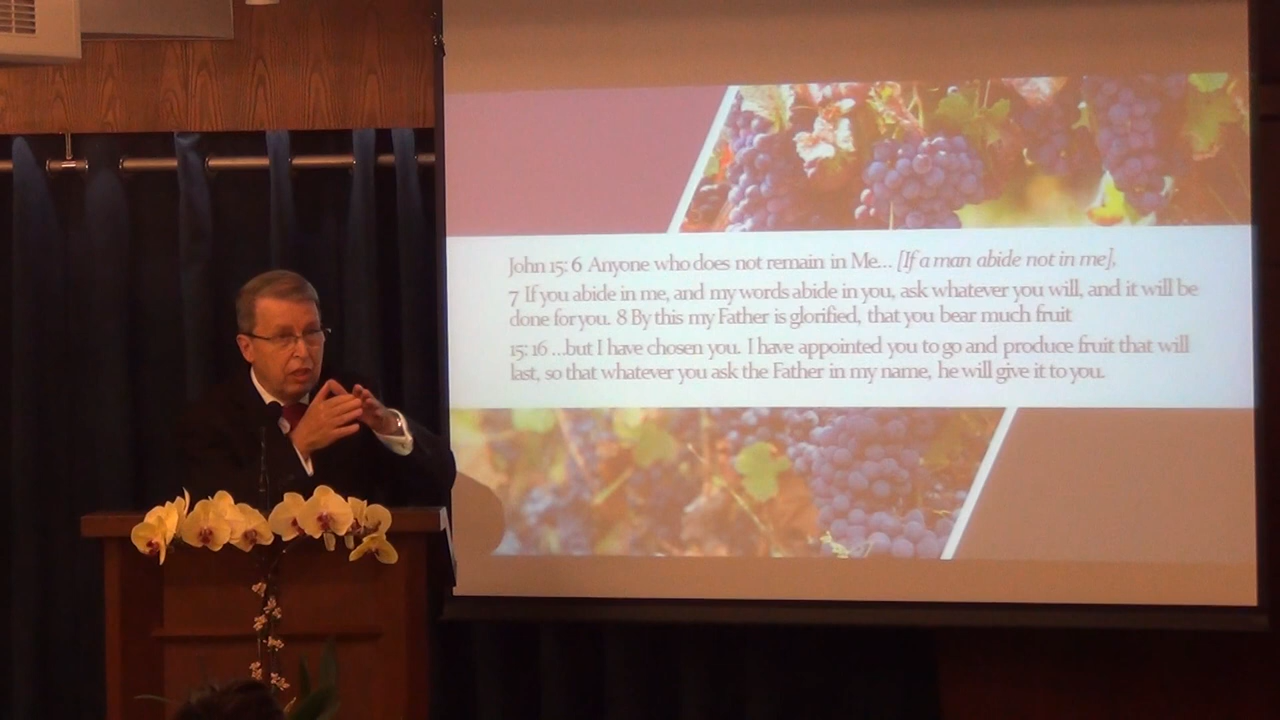 John 15: 6 Anyone who does not remain in Me... [If a man abide not in me],
7 If you abide in me, and my words abide in you, ask whatever you will, and it will be
done for you. 8 By this my Father is glorified, that you bear much fruit
15: 16 ...but I have chosen you. I have appointed you to go and produce fruit that will
last, so that whatever you ask the Father in my name, he will give it to you.